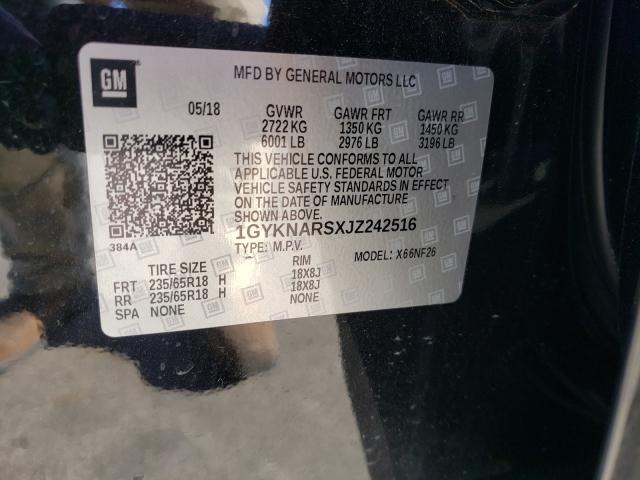 GM
MFD BY GENERAL MOTORS LLC
05/18 GVWR GAWR FRT GAWR RR
2722 KG 1350 KG 1450 KG
6001 LB 2976 LB 3196 LB
THIS VEHICLE CONFORMS TO ALL
APPLICABLE U.S. FEDERAL MOTOR
VEHICLE SAFETY STANDARDS IN EFFECT
ON THE DATE OF MANUFACTURE
SHOWN ABOVE.
1GYKNARSXJZ242516
384A
TYPE: M.P.V. MODEL: X66NF26
TIRE SIZE RIM
FRT 235/65R18 H 18X8J
RR 235/65R18 H 18X8J
SPA NONE NONE